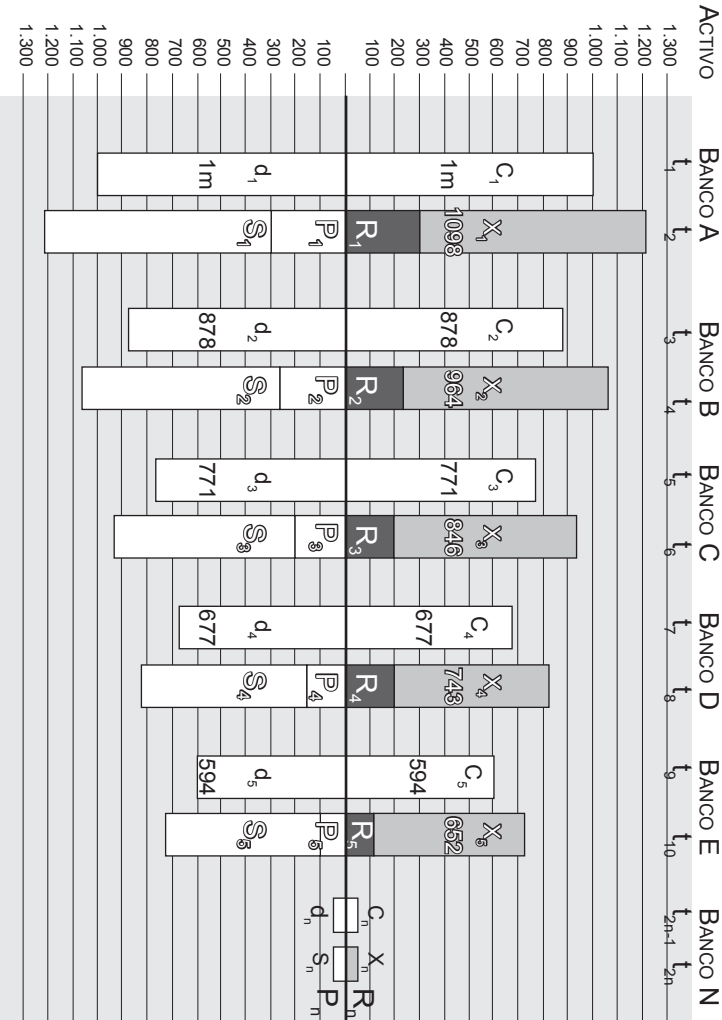 ACTIVO BANCO A BANCO B BANCO C BANCO D BANCO E BANCO N
t1 t2 t3 t4 t5 t6 t7 t8 t9 t10 t2n-1 t2n
1.300
1.200
1.100
1.000
900
800
700
600
500
400
300
200
100
100
200
300
400
500
600
700
800
900
1.000
1.100
1.200
1.300
C1
1m
d1
1m
X1
1098
R1
P1
S1
C2
878
d2
878
X2
964
R2
P2
S2
C3
771
d3
771
X3
846
R3
P3
S3
C4
677
d4
677
X4
743
R4
P4
S4
C5
594
d5
594
X5
652
R5
P5
S5
Cn
dn
Xn
Sn
Rn
Pn